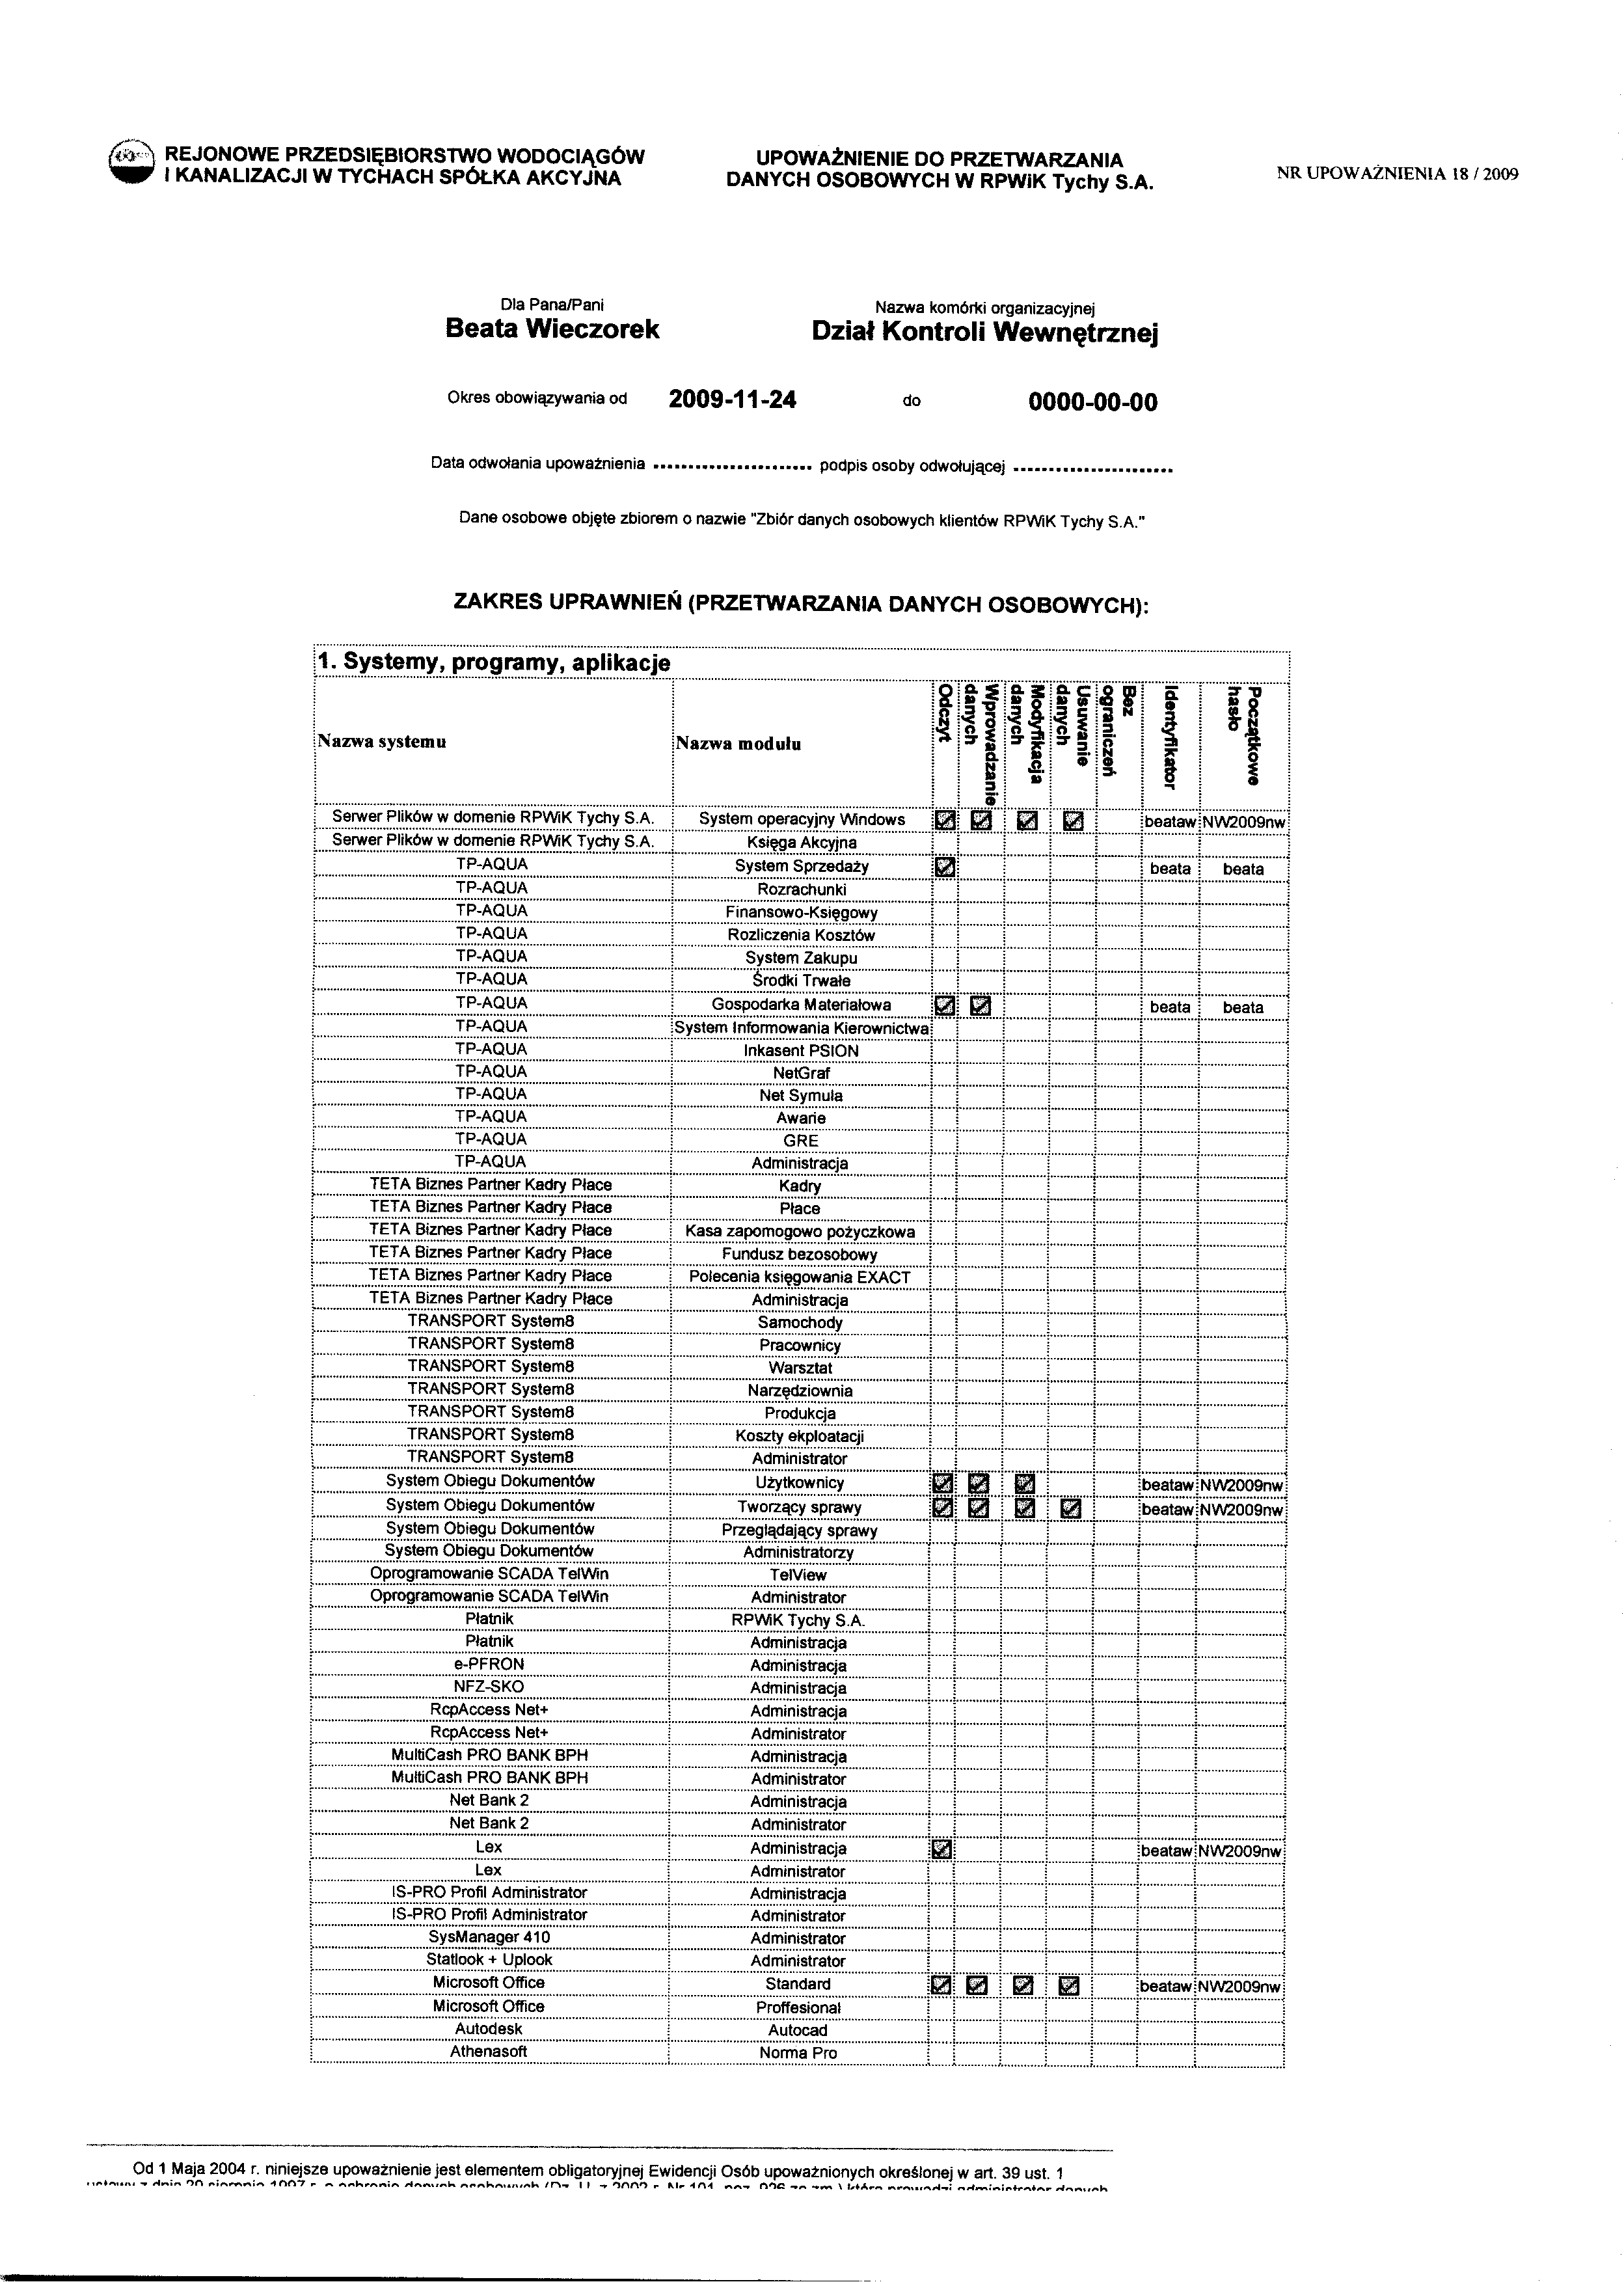 REJONOWE PRZEDSIĘBIORSTWO WODOCIĄGÓW
I KANALIZACJI W TYCHACH SPÓŁKA AKCYJNA
UPOWAŻNIENIE DO PRZETWARZANIA
DANYCH OSOBOWYCH W RPWiK Tychy S.A.
NR UPOWAŻNIENIA 18 / 2009
Dla Pana/Pani
Beata Wieczorek
Nazwa komórki organizacyjnej
Dział Kontroli Wewnętrznej
Okres obowiązywania od 2009-11-24 do 0000-00-00
Data odwołania upoważnienia ....................... podpis osoby odwołującej .......................
Dane osobowe objęte zbiorem o nazwie "Zbiór danych osobowych klientów RPWiK Tychy S.A."
ZAKRES UPRAWNIEŃ (PRZETWARZANIA DANYCH OSOBOWYCH):
1. Systemy, programy, aplikacje
Nazwa systemu Nazwa modułu Odczyt Wprowadzanie danych Modyfikacja danych Usuwanie danych Bez ograniczeń Identyfikator Początkowe hasło
Serwer Plików w domenie RPWiK Tychy S.A. System operacyjny Windows beataw NW2009nw
Serwer Plików w domenie RPWiK Tychy S.A. Księga Akcyjna
TP-AQUA System Sprzedaży beata beata
TP-AQUA Rozrachunki
TP-AQUA Finansowo-Księgowy
TP-AQUA Rozliczenia Kosztów
TP-AQUA System Zakupu
TP-AQUA Środki Trwałe
TP-AQUA Gospodarka Materiałowa beata beata
TP-AQUA System Informowania Kierownictwa
TP-AQUA Inkasent PSION
TP-AQUA NetGraf
TP-AQUA Net Symula
TP-AQUA Awarie
TP-AQUA GRE
TP-AQUA Administracja
TETA Biznes Partner Kadry Płace Kadry
TETA Biznes Partner Kadry Płace Płace
TETA Biznes Partner Kadry Płace Kasa zapomogowo pożyczkowa
TETA Biznes Partner Kadry Płace Fundusz bezosobowy
TETA Biznes Partner Kadry Płace Polecenia księgowania EXACT
TETA Biznes Partner Kadry Płace Administracja
TRANSPORT System8 Samochody
TRANSPORT System8 Pracownicy
TRANSPORT System8 Warsztat
TRANSPORT System8 Narzędziownia
TRANSPORT System8 Produkcja
TRANSPORT System8 Koszty ekploatacji
TRANSPORT System8 Administrator
System Obiegu Dokumentów Użytkownicy beataw NW2009nw
System Obiegu Dokumentów Tworzący sprawy beataw NW2009nw
System Obiegu Dokumentów Przeglądający sprawy
System Obiegu Dokumentów Administratorzy
Oprogramowanie SCADA TelWin TelView
Oprogramowanie SCADA TelWin Administrator
Płatnik RPWiK Tychy S.A.
Płatnik Administracja
e-PFRON Administracja
NFZ-SKO Administracja
RcpAccess Net+ Administracja
RcpAccess Net+ Administrator
MultiCash PRO BANK BPH Administracja
MultiCash PRO BANK BPH Administrator
Net Bank 2 Administracja
Net Bank 2 Administrator
Lex Administracja beataw NW2009nw
Lex Administrator
IS-PRO Profil Administrator Administracja
IS-PRO Profil Administrator Administrator
SysManager 410 Administrator
Statlook + Uplook Administrator
Microsoft Office Standard beataw NW2009nw
Microsoft Office Proffesional
Autodesk Autocad
Athenasoft Norma Pro
Od 1 Maja 2004 r. niniejsze upoważnienie jest elementem obligatoryjnej Ewidencji Osób upoważnionych określonej w art. 39 ust. 1